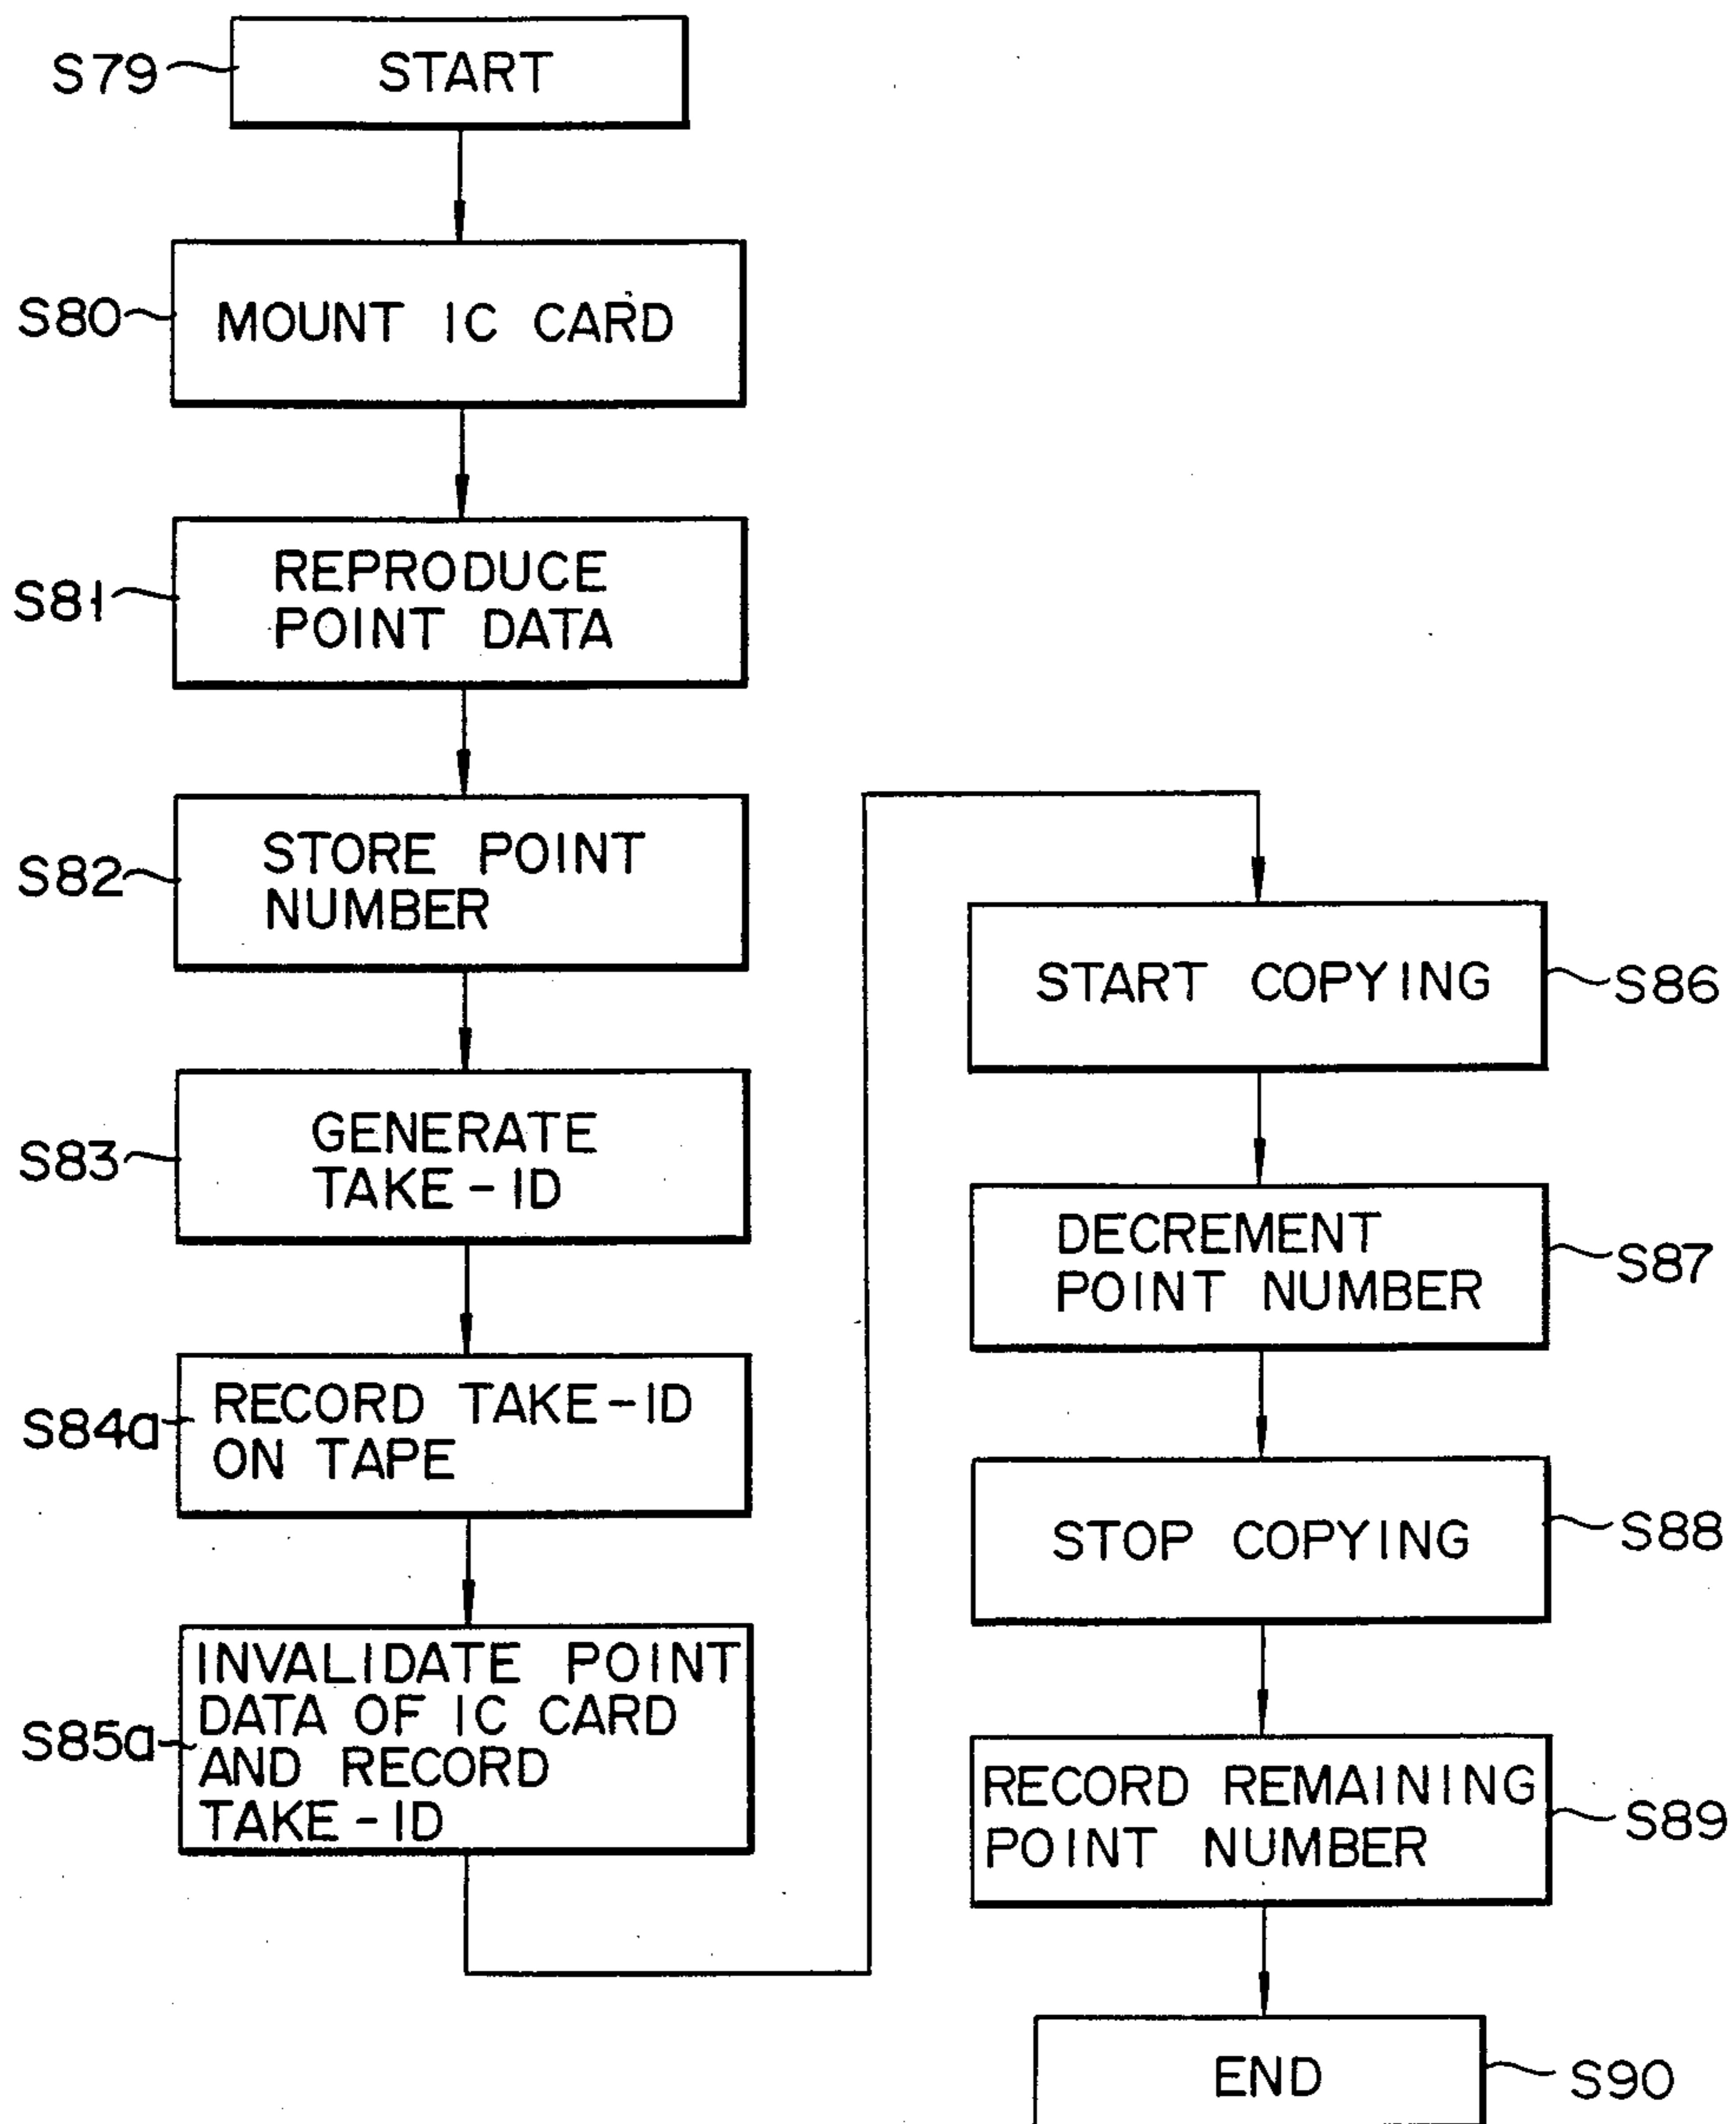 S79
START
S80
MOUNT IC CARD
S81
REPRODUCE
POINT DATA
S82
STORE POINT
NUMBER
S83
GENERATE
TAKE-ID
S84a
RECORD TAKE-ID
ON TAPE
S85a
INVALIDATE POINT
DATA OF IC CARD
AND RECORD
TAKE-ID
START COPYING
S86
DECREMENT
POINT NUMBER
S87
STOP COPYING
S88
RECORD REMAINING
POINT NUMBER
S89
END
S90